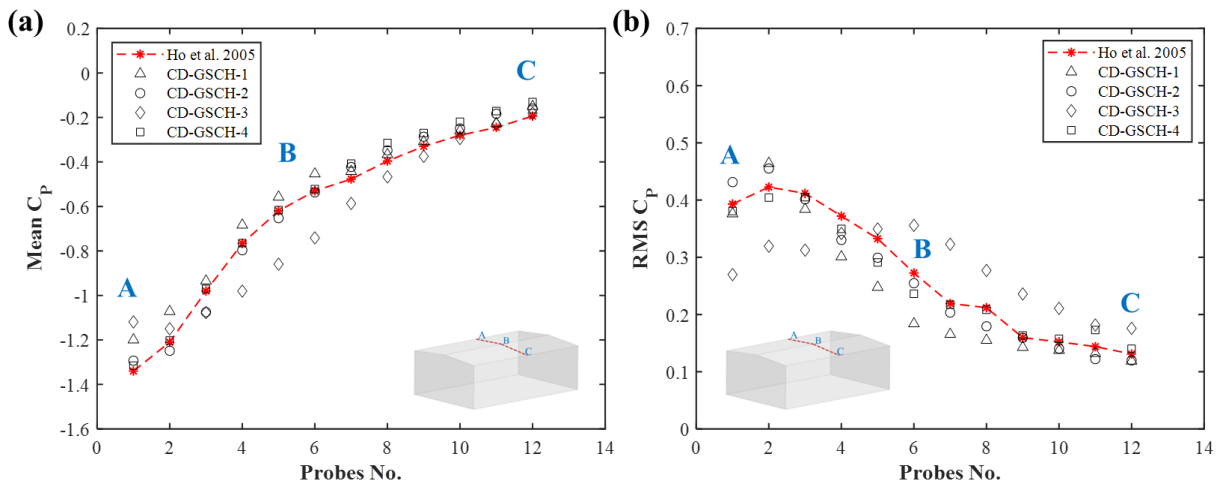 (a)
Mean C_P
0.2
0
-0.2
-0.4
-0.6
-0.8
-1
-1.2
-1.4
-1.6
Ho et al. 2005
CD-GSCH-1
CD-GSCH-2
CD-GSCH-3
CD-GSCH-4
A
B
C
A
B
C
0 2 4 6 8 10 12 14
Probes No.
(b)
RMS C_P
0.7
0.6
0.5
0.4
0.3
0.2
0.1
0
Ho et al. 2005
CD-GSCH-1
CD-GSCH-2
CD-GSCH-3
CD-GSCH-4
A
B
C
A
B
C
0 2 4 6 8 10 12 14
Probes No.